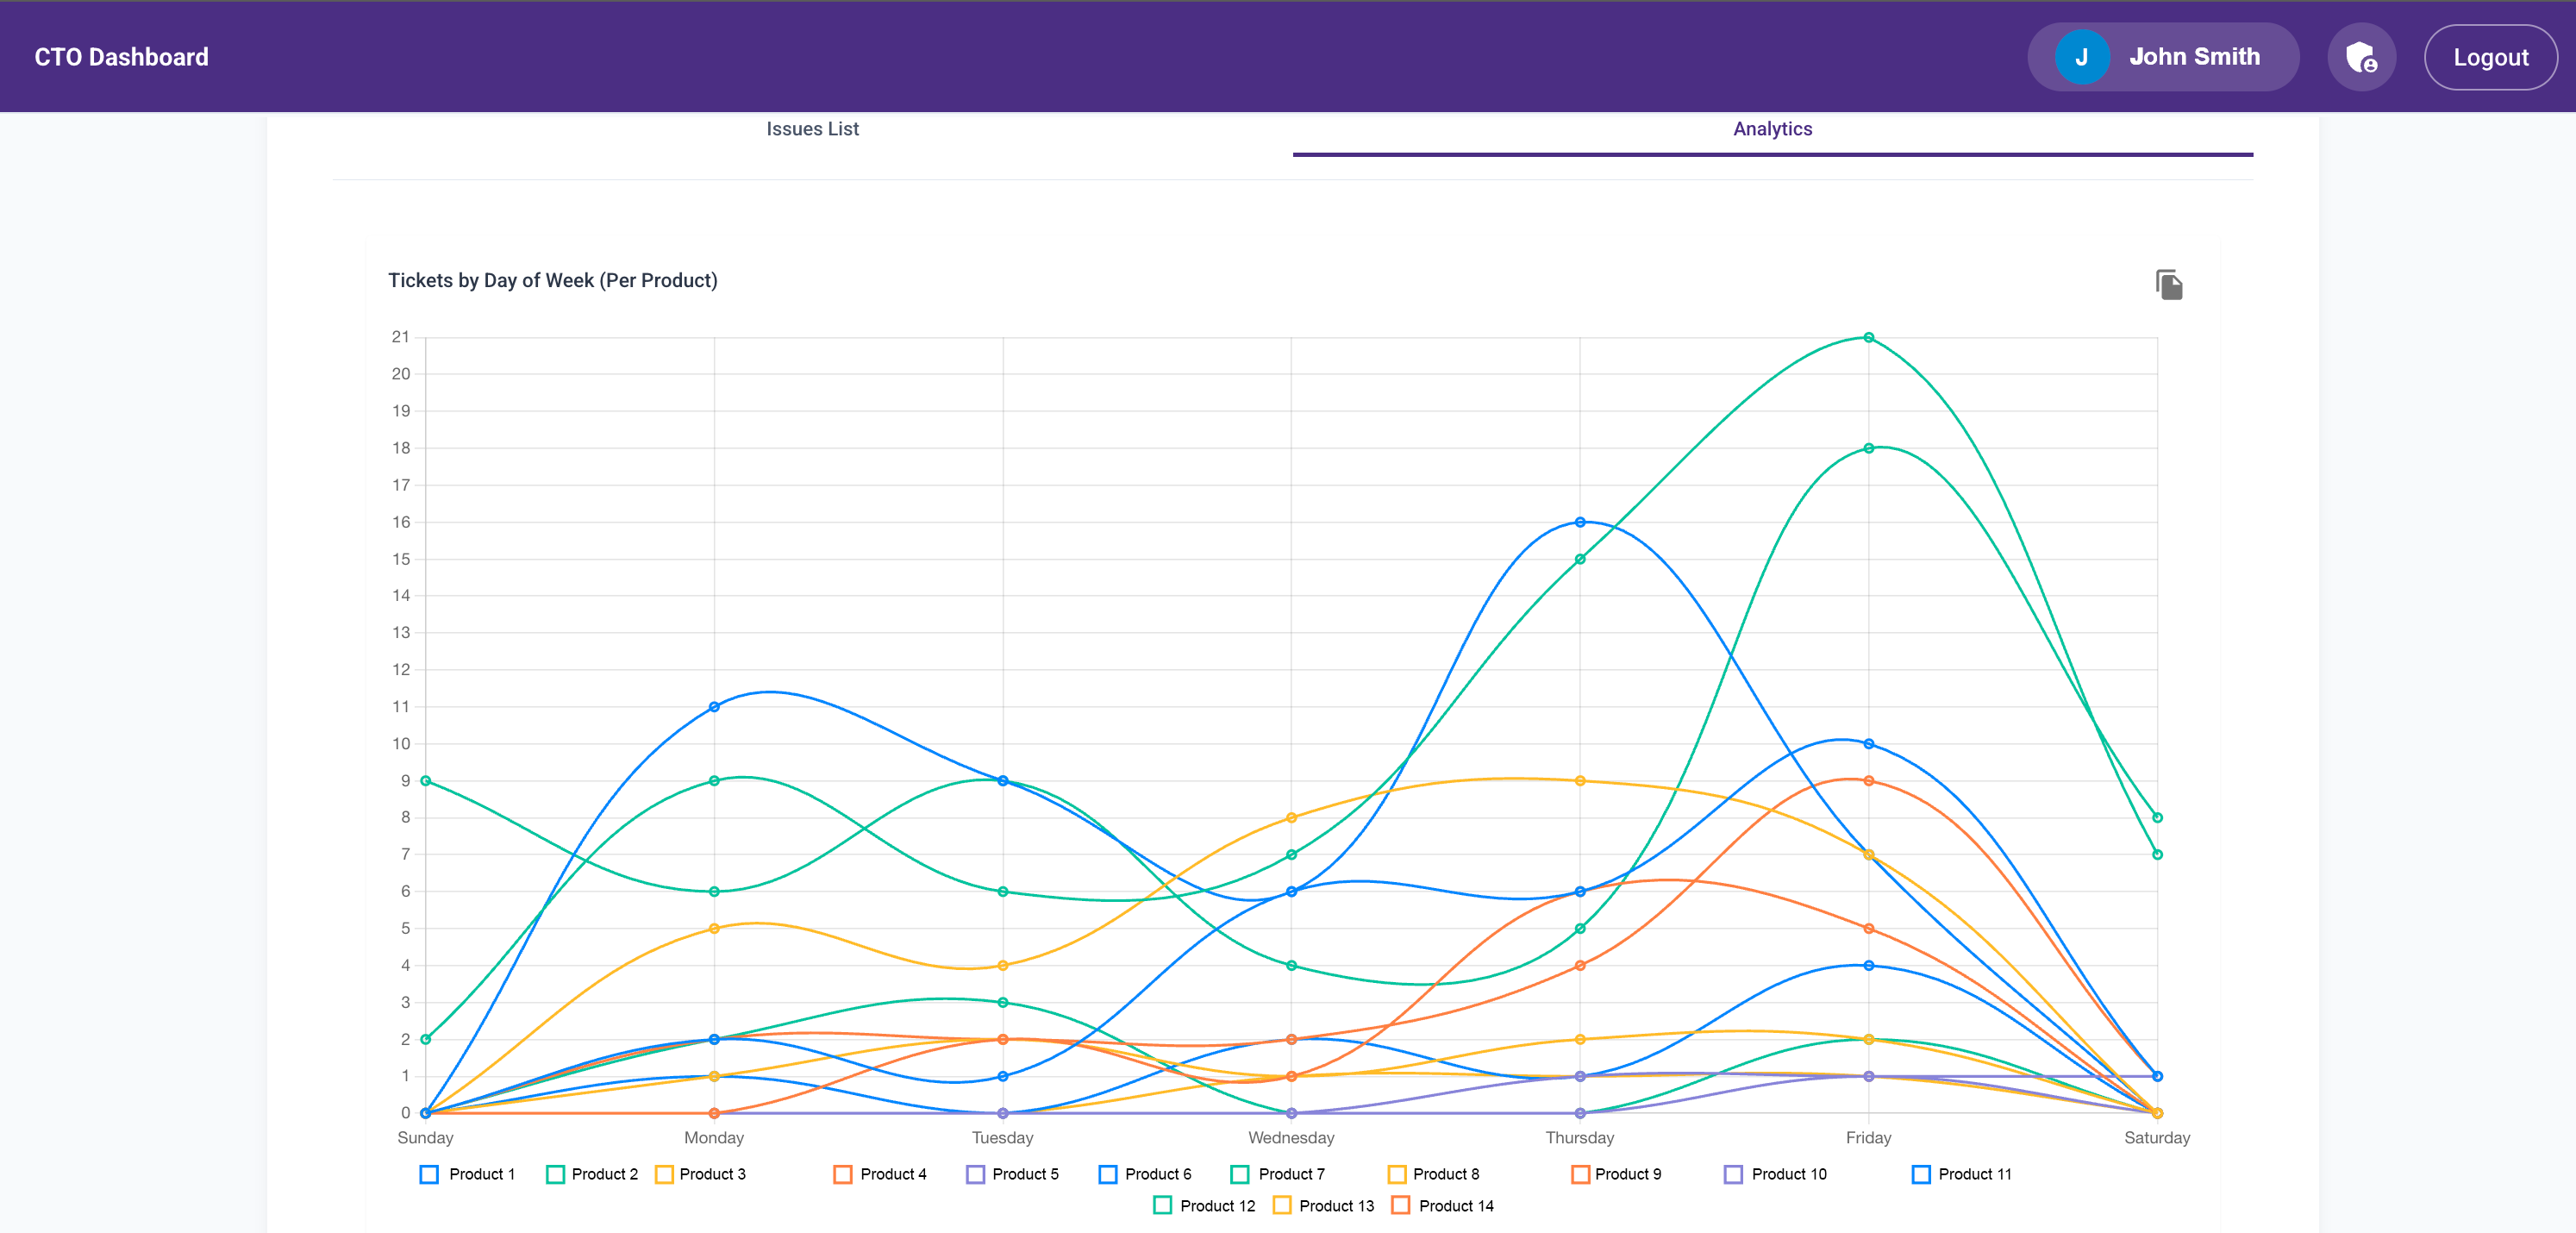 CTO Dashboard
J John Smith
Logout
Issues List
Analytics
Tickets by Day of Week (Per Product)
21
20
19
18
17
16
15
14
13
12
11
10
9
8
7
6
5
4
3
2
1
0
Sunday Monday Tuesday Wednesday Thursday Friday Saturday
Product 1 Product 2 Product 3 Product 4 Product 5 Product 6 Product 7 Product 8 Product 9 Product 10 Product 11
Product 12 Product 13 Product 14